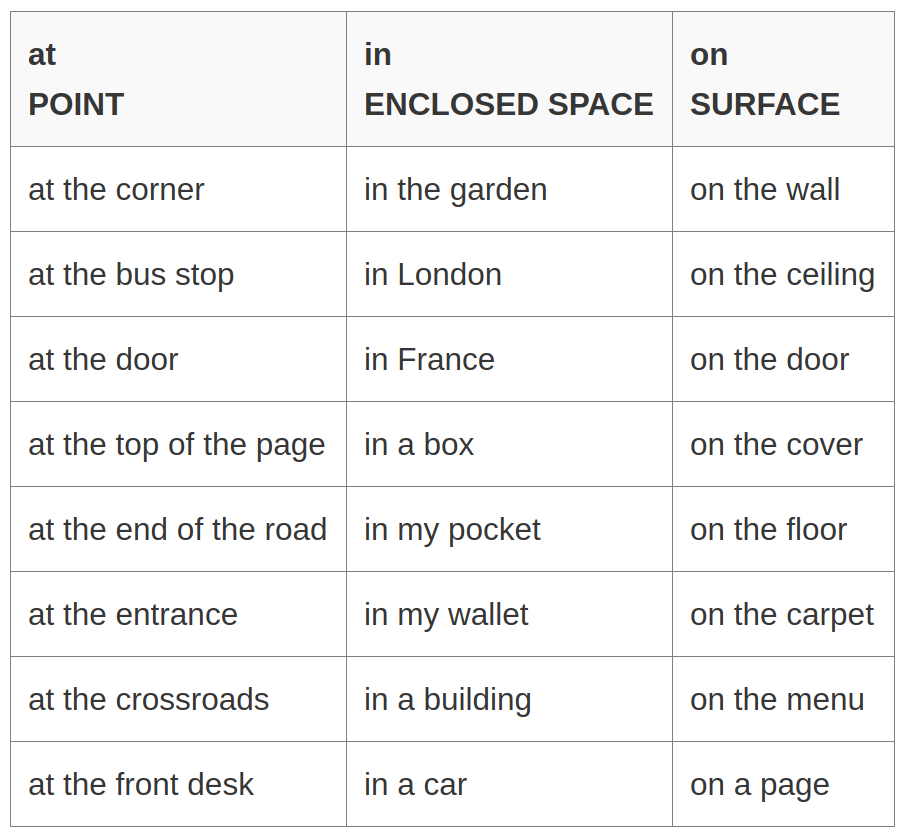 at in on
POINT ENCLOSED SPACE SURFACE
at the corner in the garden on the wall
at the bus stop in London on the ceiling
at the door in France on the door
at the top of the page in a box on the cover
at the end of the road in my pocket on the floor
at the entrance in my wallet on the carpet
at the crossroads in a building on the menu
at the front desk in a car on a page